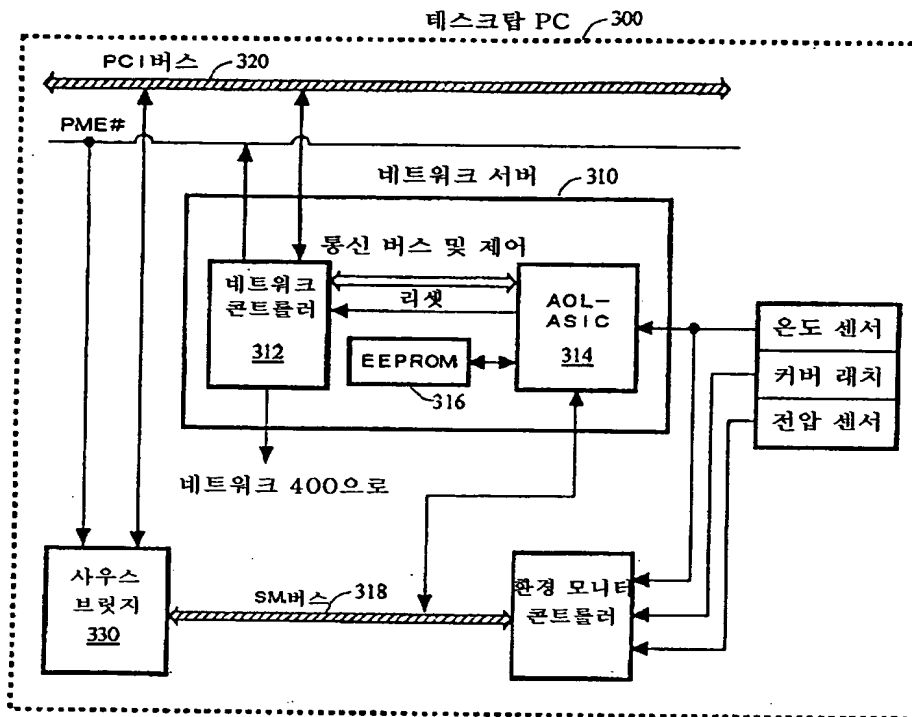 테스크탑 PC 300
PCI버스 320
PME#
네트워크 서버 310
통신 버스 및 제어
네트워크
콘트롤러
312
리셋
AOL-
ASIC
314
EEPROM
316
온도 센서
커버 래치
전압 센서
네트워크 400으로
사우스
브릿지
330
SM버스 318
환경 모니터
콘트롤러